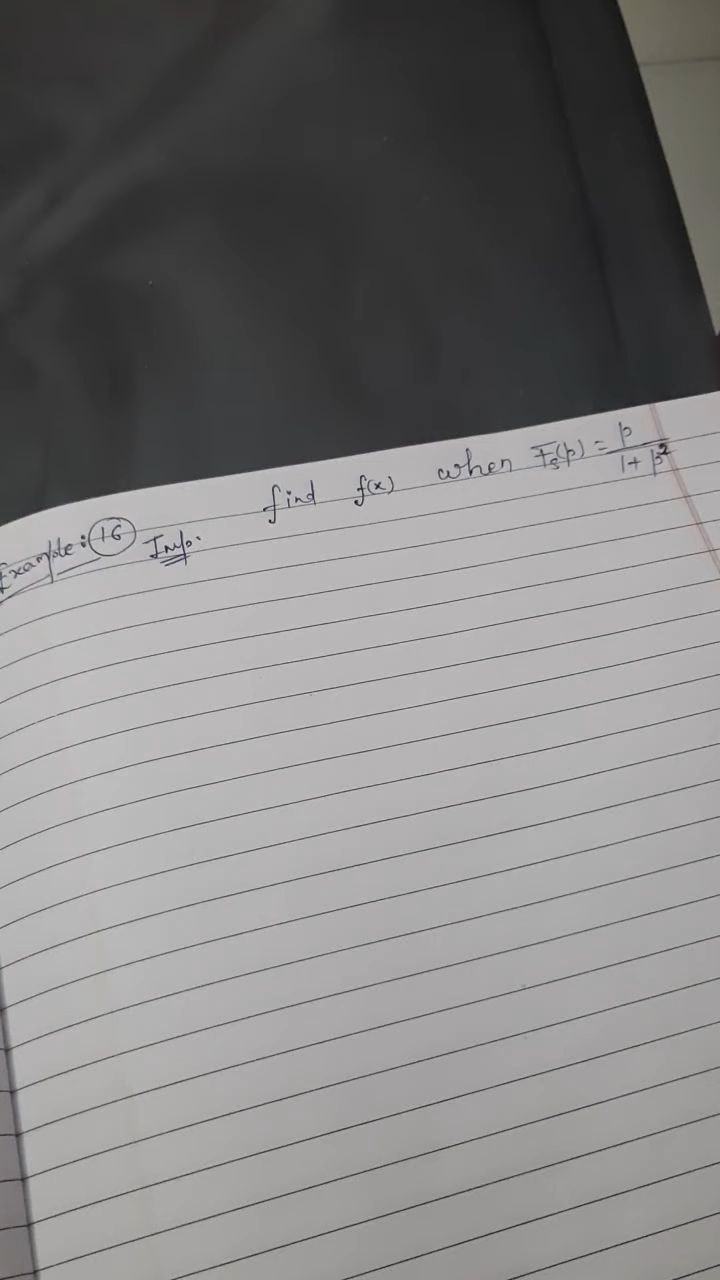 Example: 16 Imp. find f(x) when Fs(p) = p/1+p²